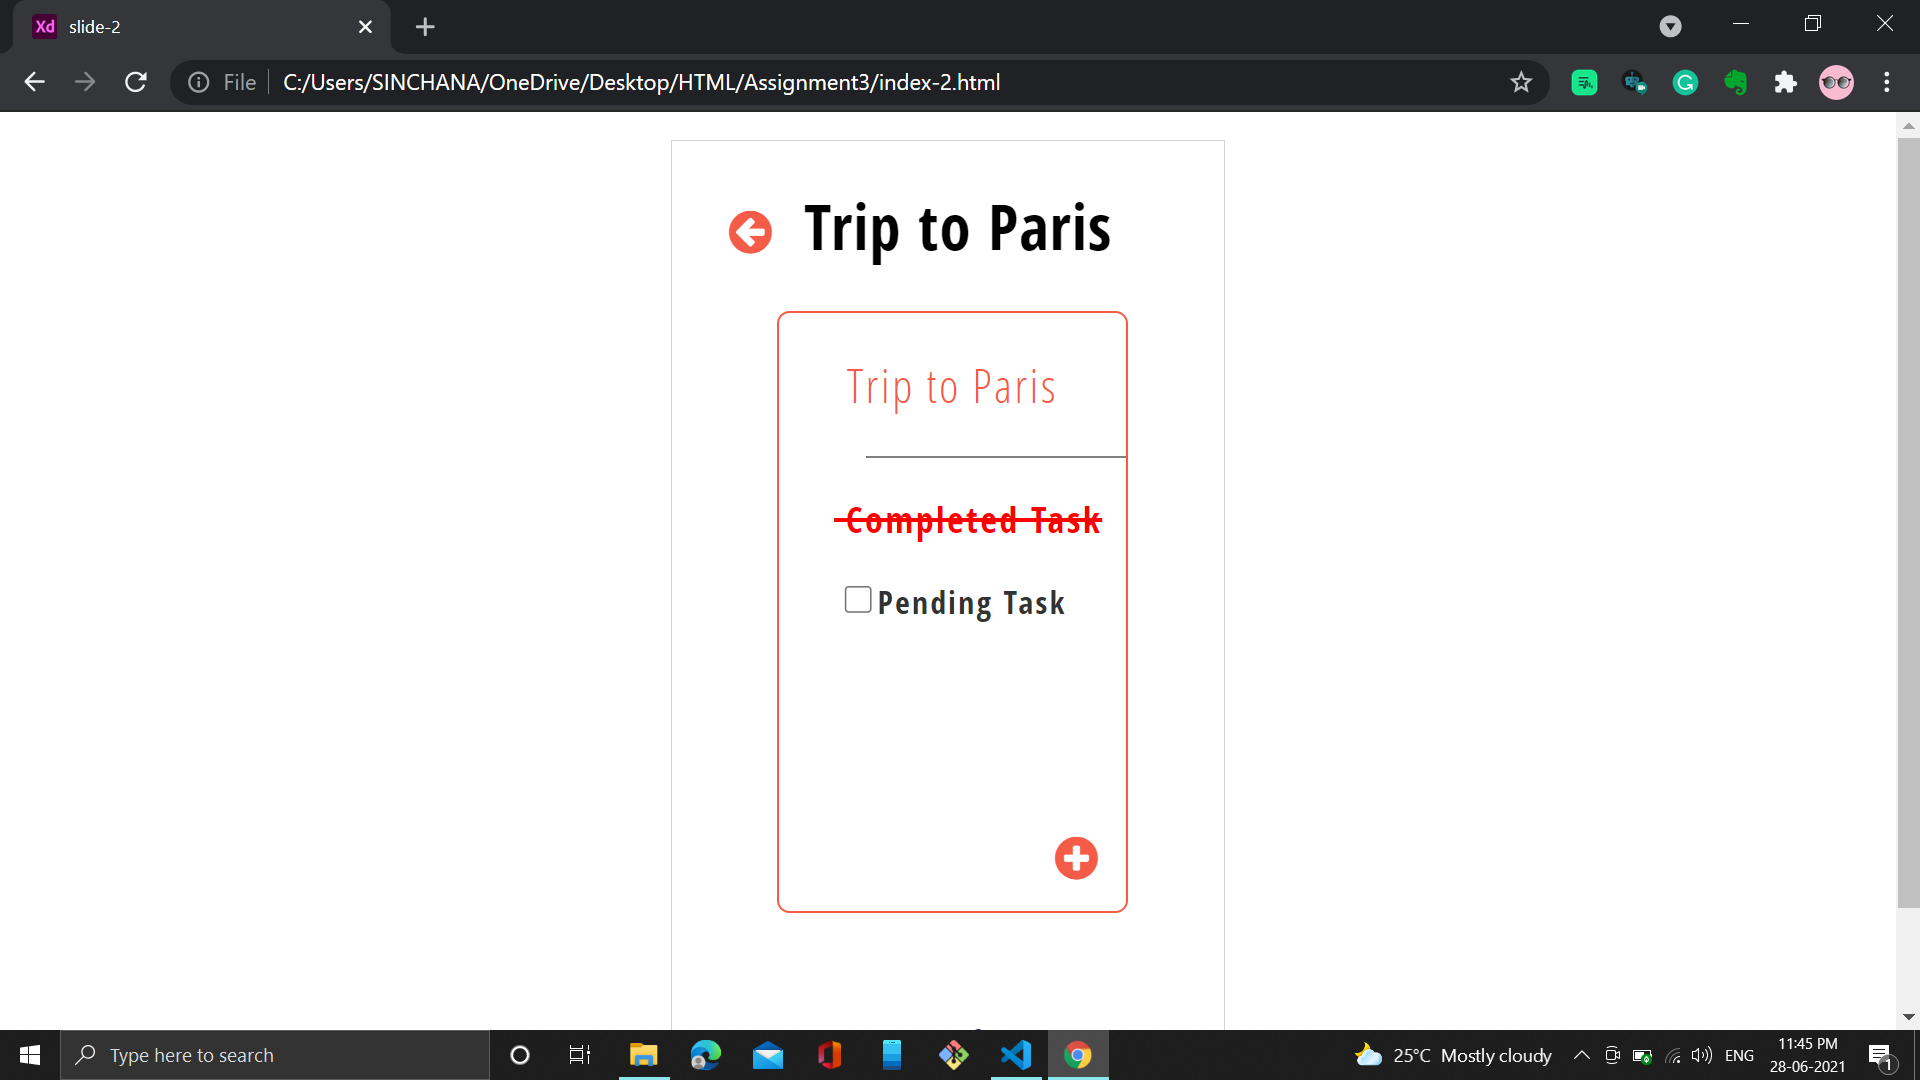 Xd slide-2
File C:/Users/SINCHANA/OneDrive/Desktop/HTML/Assignment3/index-2.html
Trip to Paris
Trip to Paris
Completed Task
Pending Task
Type here to search
25°C Mostly cloudy
ENG
11:45 PM
28-06-2021
1